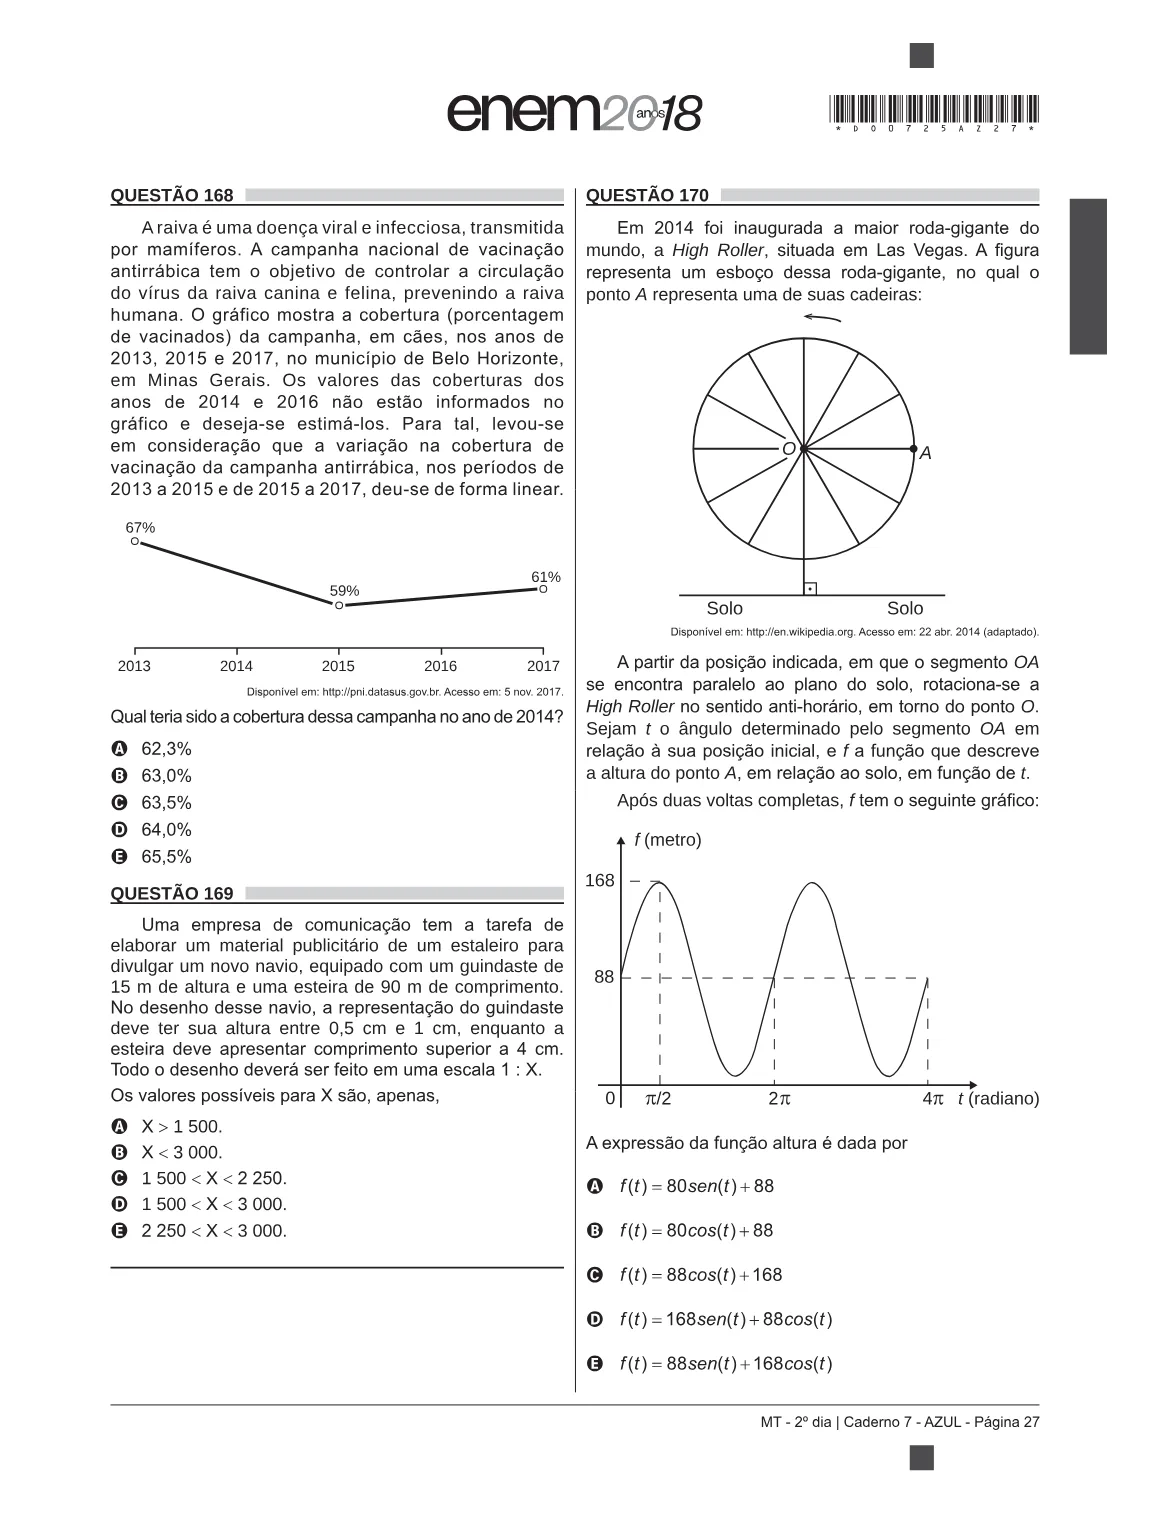 enem2018
anos
*D00725AZ27*
QUESTÃO 168
A raiva é uma doença viral e infecciosa, transmitida
por mamíferos. A campanha nacional de vacinação
antirrábica tem o objetivo de controlar a circulação
do vírus da raiva canina e felina, prevenindo a raiva
humana. O gráfico mostra a cobertura (porcentagem
de vacinados) da campanha, em cães, nos anos de
2013, 2015 e 2017, no município de Belo Horizonte,
em Minas Gerais. Os valores das coberturas dos
anos de 2014 e 2016 não estão informados no
gráfico e deseja-se estimá-los. Para tal, levou-se
em consideração que a variação na cobertura de
vacinação da campanha antirrábica, nos períodos de
2013 a 2015 e de 2015 a 2017, deu-se de forma linear.
67%
59%
61%
2013 2014 2015 2016 2017
Disponível em: http://pni.datasus.gov.br. Acesso em: 5 nov. 2017.
Qual teria sido a cobertura dessa campanha no ano de 2014?
A 62,3%
B 63,0%
C 63,5%
D 64,0%
E 65,5%
QUESTÃO 169
Uma empresa de comunicação tem a tarefa de
elaborar um material publicitário de um estaleiro para
divulgar um novo navio, equipado com um guindaste de
15 m de altura e uma esteira de 90 m de comprimento.
No desenho desse navio, a representação do guindaste
deve ter sua altura entre 0,5 cm e 1 cm, enquanto a
esteira deve apresentar comprimento superior a 4 cm.
Todo o desenho deverá ser feito em uma escala 1 : X.
Os valores possíveis para X são, apenas,
A X > 1 500.
B X < 3 000.
C 1 500 < X < 2 250.
D 1 500 < X < 3 000.
E 2 250 < X < 3 000.
QUESTÃO 170
Em 2014 foi inaugurada a maior roda-gigante do
mundo, a High Roller, situada em Las Vegas. A figura
representa um esboço dessa roda-gigante, no qual o
ponto A representa uma de suas cadeiras:
O
A
Solo Solo
Disponível em: http://en.wikipedia.org. Acesso em: 22 abr. 2014 (adaptado).
A partir da posição indicada, em que o segmento OA
se encontra paralelo ao plano do solo, rotaciona-se a
High Roller no sentido anti-horário, em torno do ponto O.
Sejam t o ângulo determinado pelo segmento OA em
relação à sua posição inicial, e f a função que descreve
a altura do ponto A, em relação ao solo, em função de t.
Após duas voltas completas, f tem o seguinte gráfico:
f (metro)
168
88
0 π/2 2π 4π t (radiano)
A expressão da função altura é dada por
A f(t) = 80sen(t) + 88
B f(t) = 80cos(t) + 88
C f(t) = 88cos(t) + 168
D f(t) = 168sen(t) + 88cos(t)
E f(t) = 88sen(t) + 168cos(t)
MT - 2º dia | Caderno 7 - AZUL - Página 27